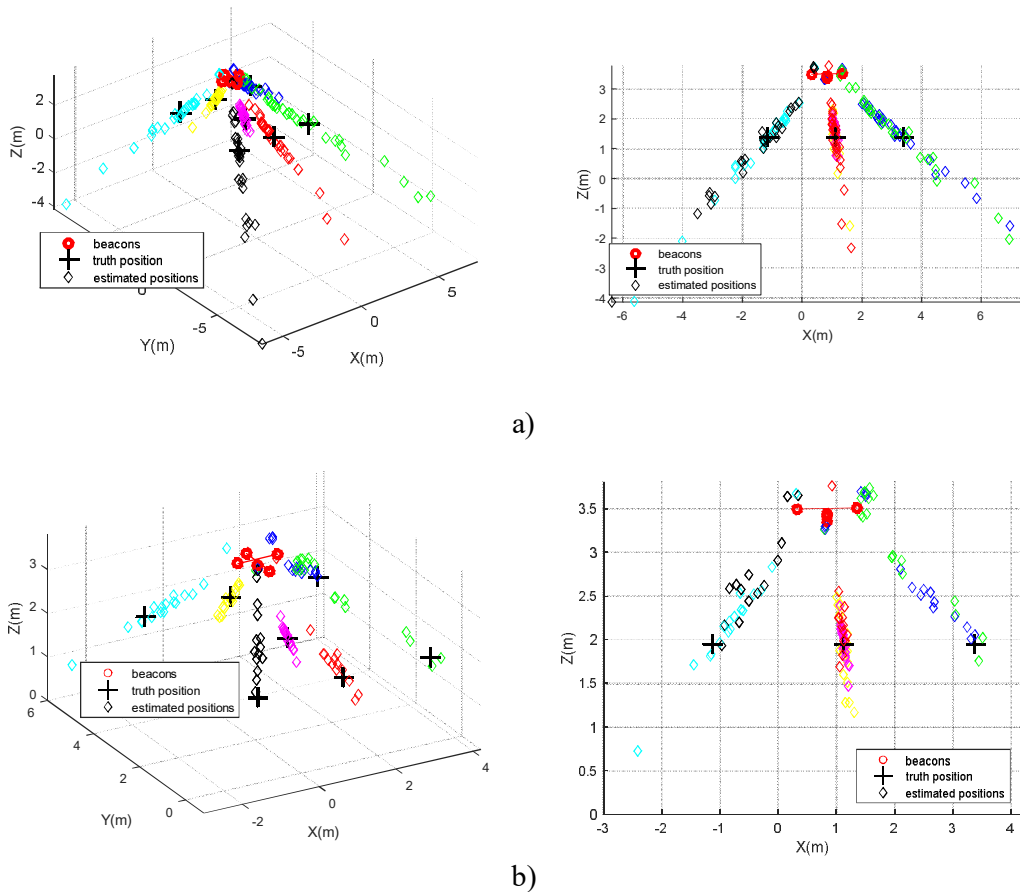 Z(m)
2
0
-2
-4
beacons
truth position
estimated positions
0
-5
Y(m)
-5
0
5
X(m)
Z(m)
3
2
1
0
-1
-2
3
-4
beacons
truth position
estimated positions
-6
-4
-2
0
2
4
6
X(m)
a)
Z(m)
3
2
1
0
beacons
truth position
estimated positions
6
4
2
0
Y(m)
-2
0
2
4
X(m)
Z(m)
3.5
3
2.5
2
1.5
1
0.5
0
beacons
truth position
estimated positions
-3
-2
-1
0
1
2
3
4
X(m)
b)